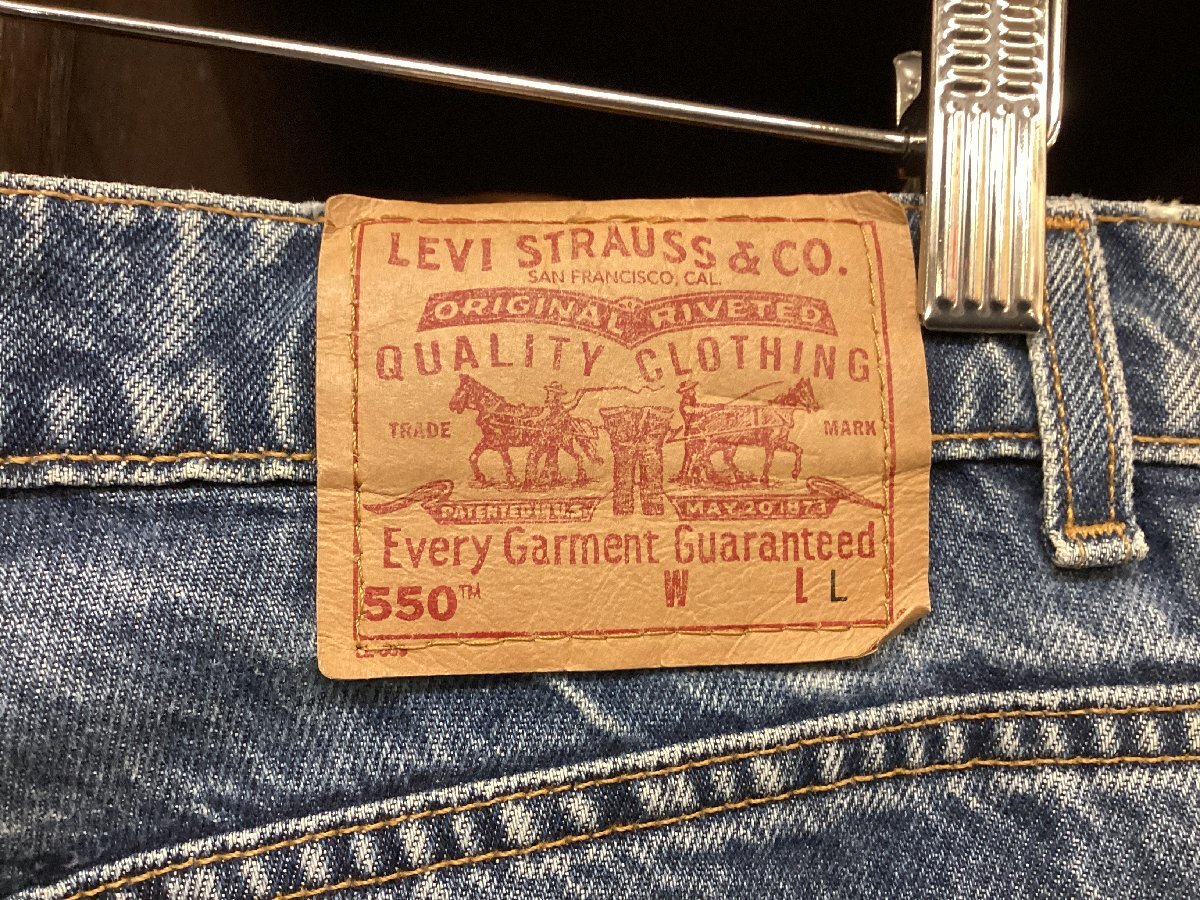 LEVI STRAUSS & CO.
SAN FRANCISCO, CAL.
ORIGINAL RIVETED
QUALITY CLOTHING
TRADE MARK
PATENTED IN U.S. MAY 20 1873
Every Garment Guaranteed
550™ W L L